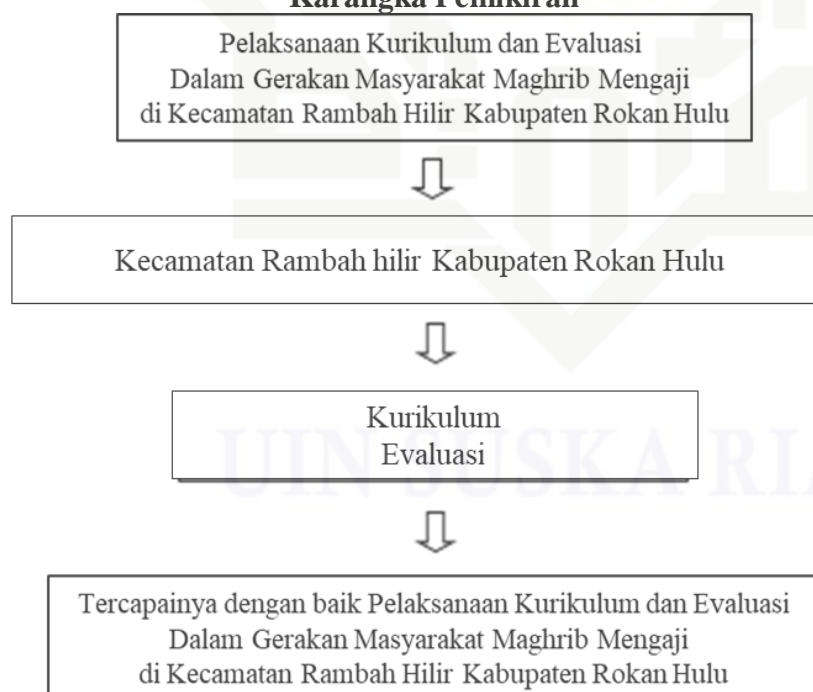 Karangka Pemikiran
Pelaksanaan Kurikulum dan Evaluasi
Dalam Gerakan Masyarakat Maghrib Mengaji
di Kecamatan Rambah Hilir Kabupaten Rokan Hulu
Kecamatan Rambah hilir Kabupaten Rokan Hulu
Kurikulum
Evaluasi
UIN SUSKA
Tercapainya dengan baik Pelaksanaan Kurikulum dan Evaluasi
Dalam Gerakan Masyarakat Maghrib Mengaji
di Kecamatan Rambah Hilir Kabupaten Rokan Hulu